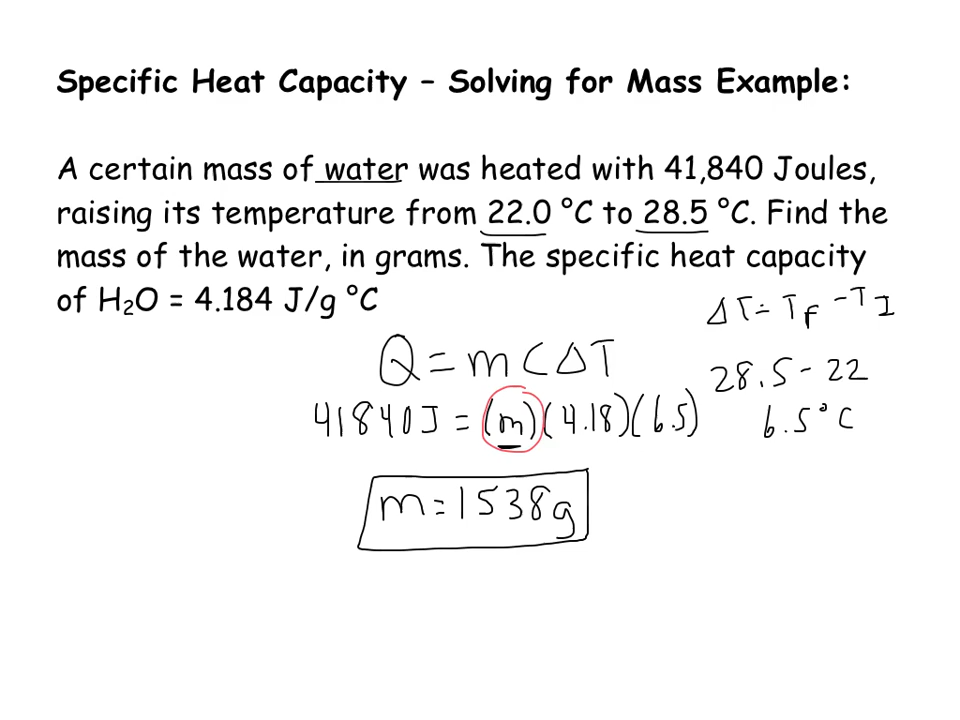 Specific Heat Capacity – Solving for Mass Example:
A certain mass of water was heated with 41,840 Joules,
raising its temperature from 22.0 °C to 28.5 °C. Find the
mass of the water, in grams. The specific heat capacity
of H₂O = 4.184 J/g °C
ΔT = TF - TI
Q = mCΔT
28.5 - 22
41840J = (m)(4.18)(6.5)
6.5°C
m = 1538g